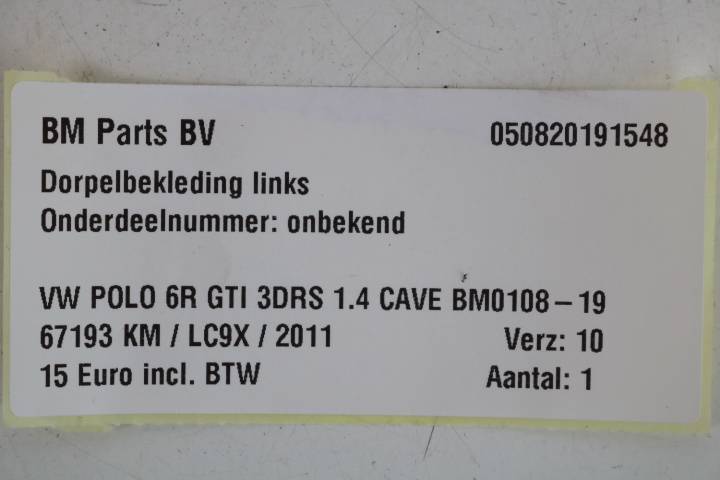 BM Parts BV 050820191548
Dorpelbekleding links
Onderdeelnummer: onbekend
VW POLO 6R GTI 3DRS 1.4 CAVE BM0108-19
67193 KM / LC9X / 2011 Verz: 10
15 Euro incl. BTW Aantal: 1